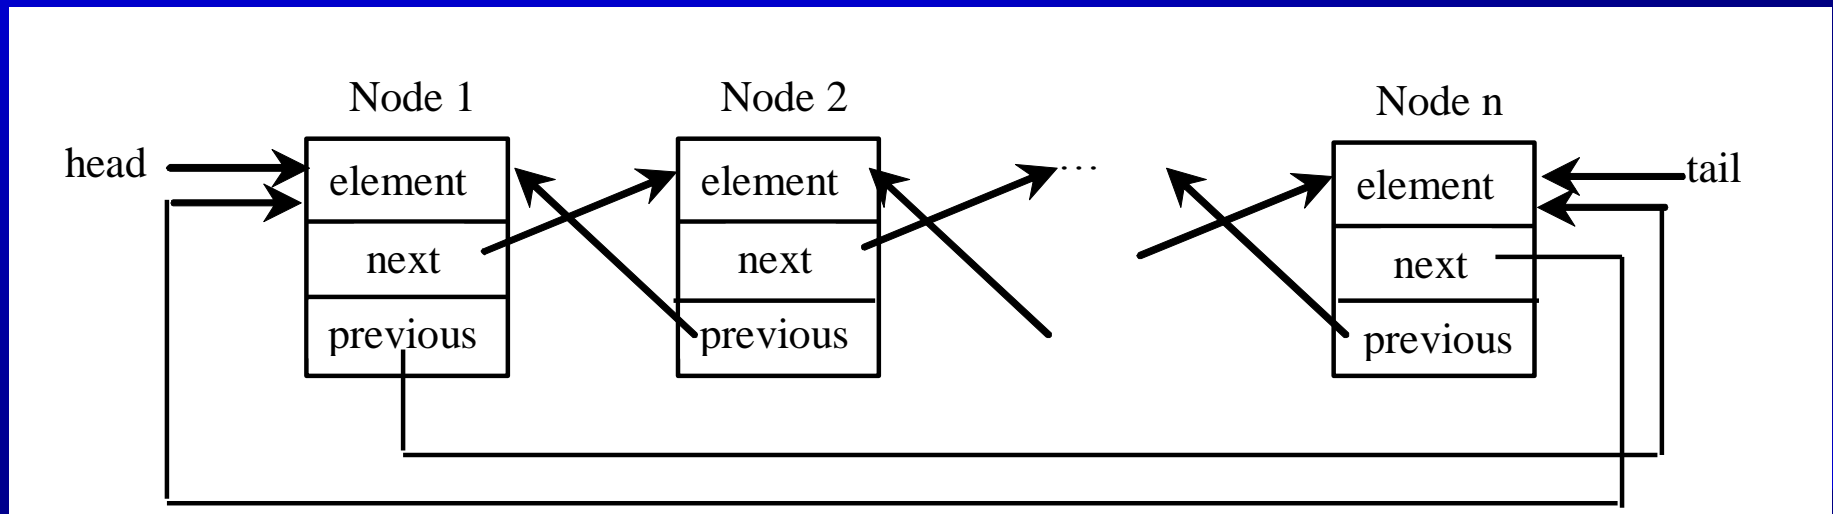 Node 1 Node 2 Node n
head element element … element tail
next next next
previous previous previous